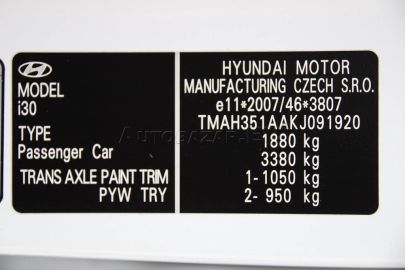 MODEL
i30
TYPE
Passenger Car
TRANS AXLE PAINT TRIM
PYW TRY
HYUNDAI MOTOR
MANUFACTURING CZECH S.R.O.
e11*2007/46*3807
TMAH351AAKJ091920
1880 kg
3380 kg
1-1050 kg
2- 950 kg